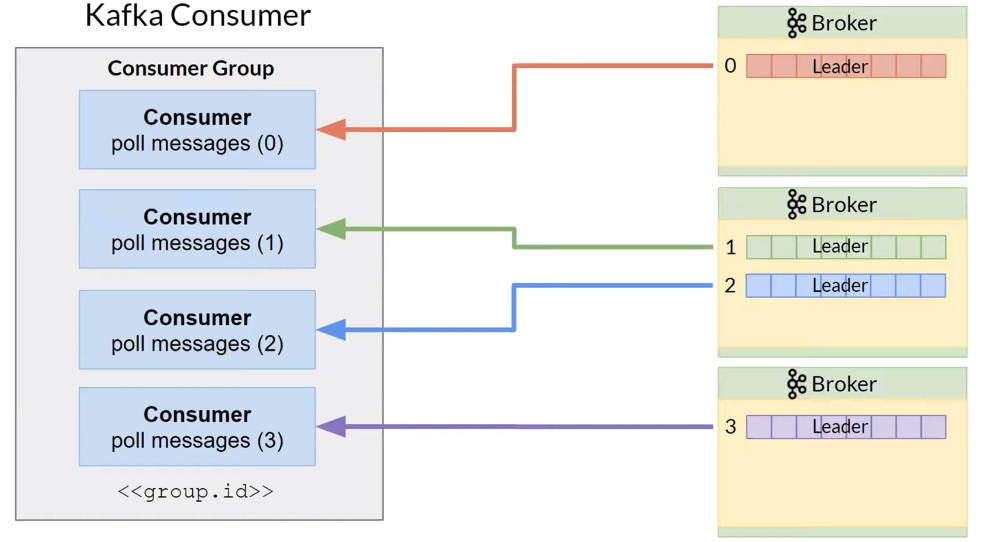 Kafka Consumer
Consumer Group
Consumer
poll messages (0)
Consumer
poll messages (1)
Consumer
poll messages (2)
Consumer
poll messages (3)
<<group.id>>
Broker
0 Leader
Broker
1 Leader
2 Leader
Broker
3 Leader